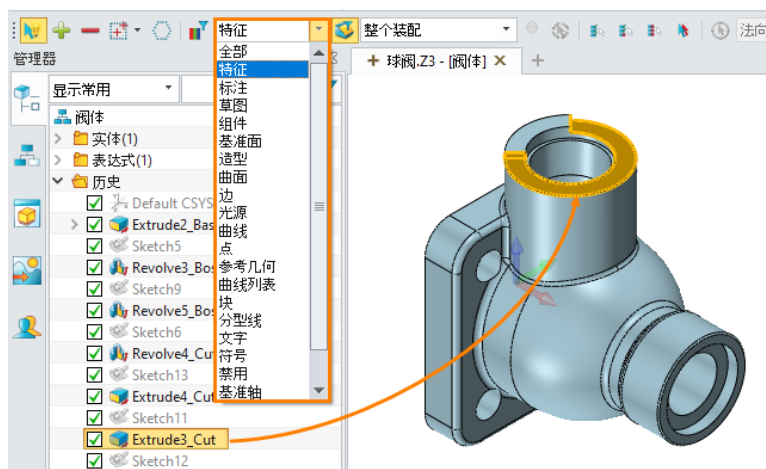 特征
整个装配
法向
管理器
球阀.Z3 - [阀体]
显示常用
阀体
实体(1)
表达式(1)
历史
Default CSYS
Extrude2_Bas
Sketch5
Revolve3_Bos
Sketch9
Revolve5_Bos
Sketch6
Revolve4_Cu
Sketch13
Extrude4_Cut
Sketch11
Extrude3_Cut
Sketch12
全部
特征
标注
草图
组件
基准面
造型
曲面
边
光源
曲线
点
参考几何
曲线列表
块
分型线
文字
符号
禁用
基准轴